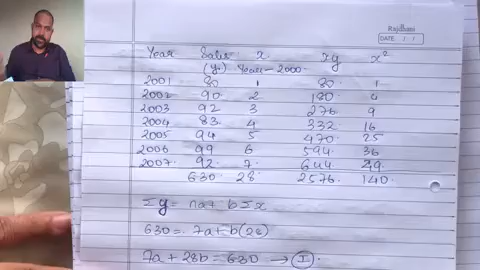 Rajdhani
DATE / /
Year Sales x xy x²
(y) Year-2000
2001 80 1 80 1
2002 90 2 180 4
2003 92 3 276 9
2004 83 4 332 16
2005 94 5 470 25
2006 99 6 594 36
2007 92 7 644 49
630 28 2576 140
Σy = na + bΣx
630 = 7a + b(28)
7a + 28b = 630 → I